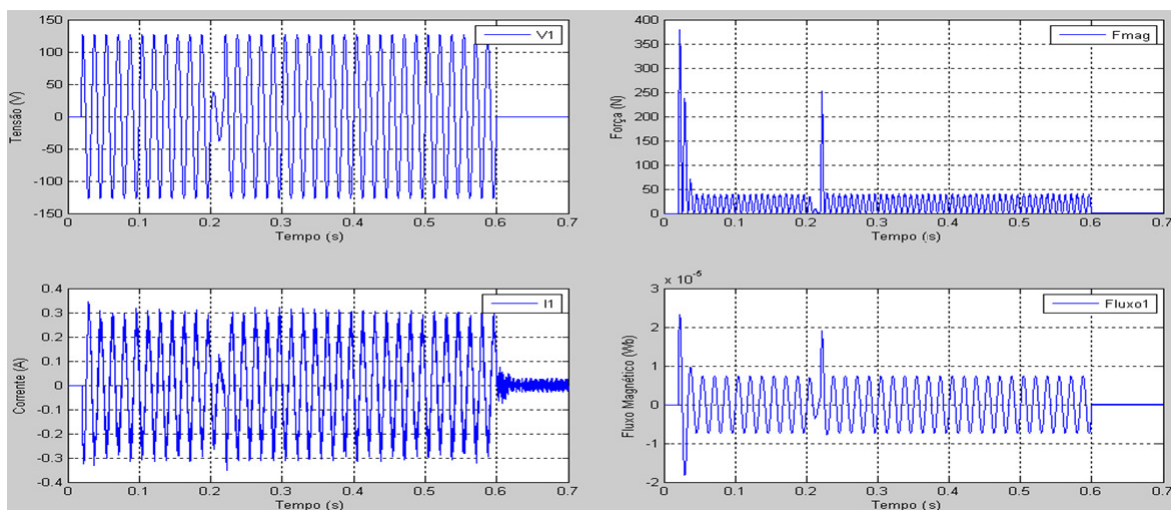 150
100
50
0
-50
-100
-150
Tensão (V)
V1
0 0.1 0.2 0.3 0.4 0.5 0.6 0.7
Tempo (s)
400
350
300
250
200
150
100
50
0
Força (N)
Fmag
0 0.1 0.2 0.3 0.4 0.5 0.6 0.7
Tempo (s)
0.4
0.3
0.2
0.1
0
-0.1
-0.2
-0.3
-0.4
Corrente (A)
I1
0 0.1 0.2 0.3 0.4 0.5 0.6 0.7
Tempo (s)
x 10⁻⁵
3
2
1
0
-1
-2
Fluxo Magnético (Wb)
Fluxo1
0 0.1 0.2 0.3 0.4 0.5 0.6 0.7
Tempo (s)